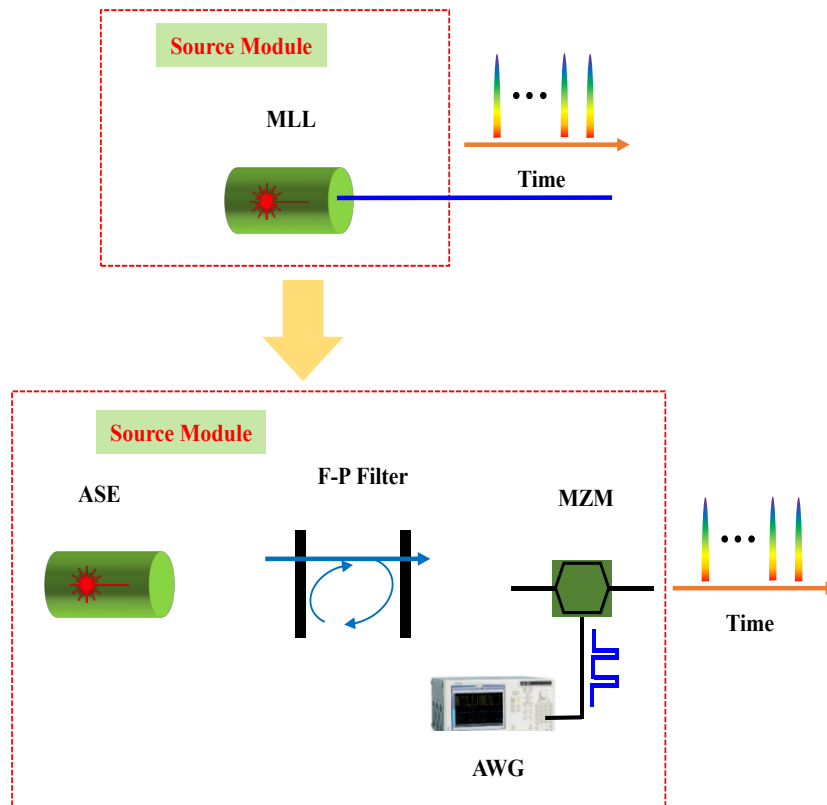 Source Module
MLL
Time
Source Module
ASE
F-P Filter
MZM
Time
AWG